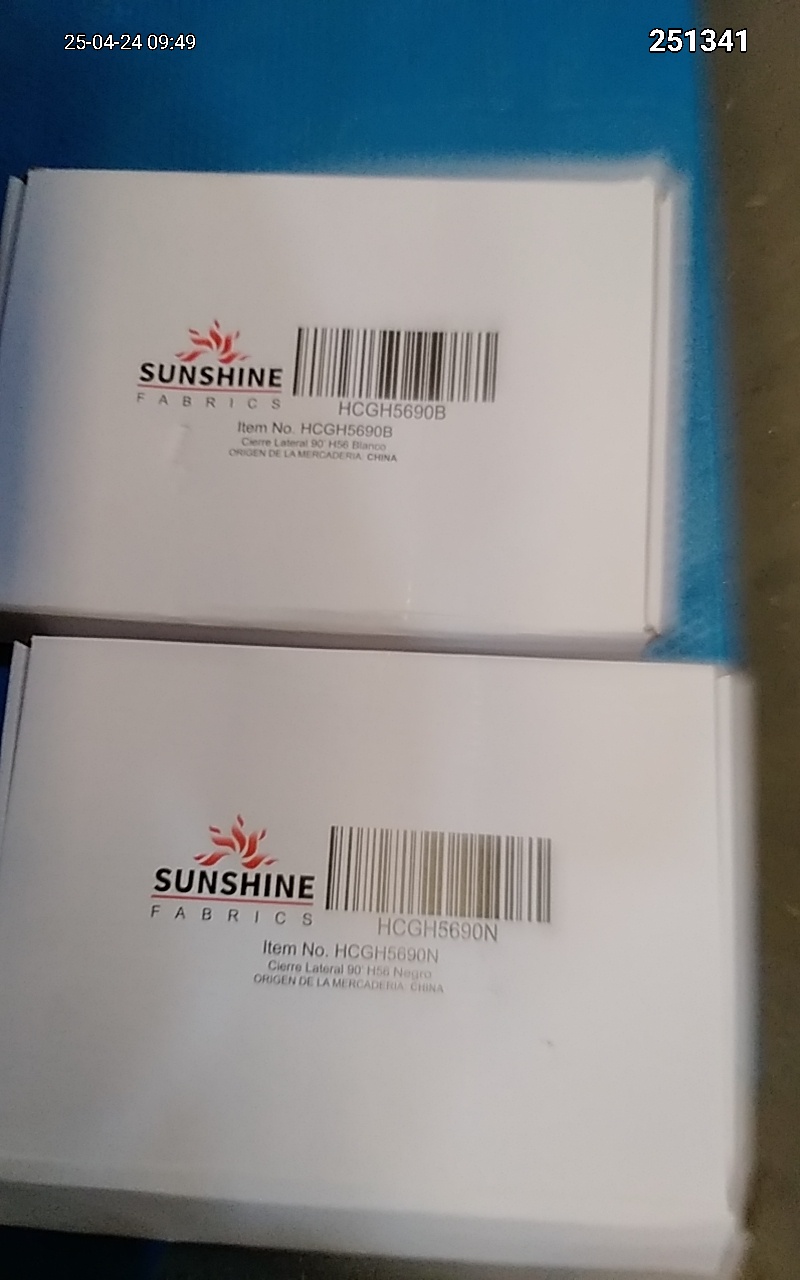 25-04-24 09:49
251341
SUNSHINE
FABRICS
HCGH5690B
Item No. HCGH5690B
Cierre Lateral 90° H56 Blanco
ORIGEN DE LA MERCADERIA: CHINA
SUNSHINE
FABRICS
HCGH5690N
Item No. HCGH5690N
Cierre Lateral 90° H56 Negro
ORIGEN DE LA MERCADERIA: CHINA